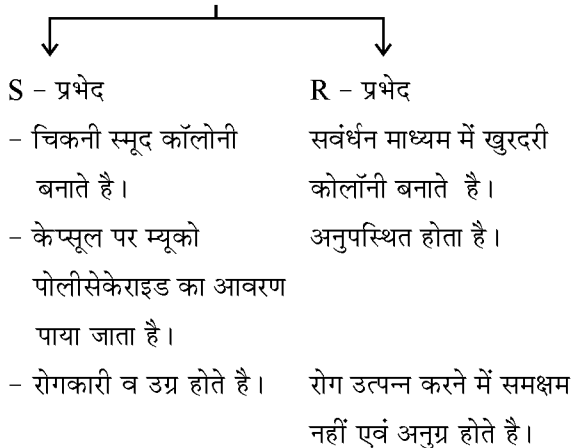 S – प्रभेद
– चिकनी स्मूद कॉलोनी
बनाते है।
– केप्सूल पर म्यूको
पोलीसेकेराइड का आवरण
पाया जाता है।
– रोगकारी व उग्र होते है।
R – प्रभेद
सवंर्धन माध्यम में खुरदरी
कोलॉनी बनाते है।
अनुपस्थित होता है।
रोग उत्पन्न करने में समक्षम
नहीं एवं अनुग्र होते है।